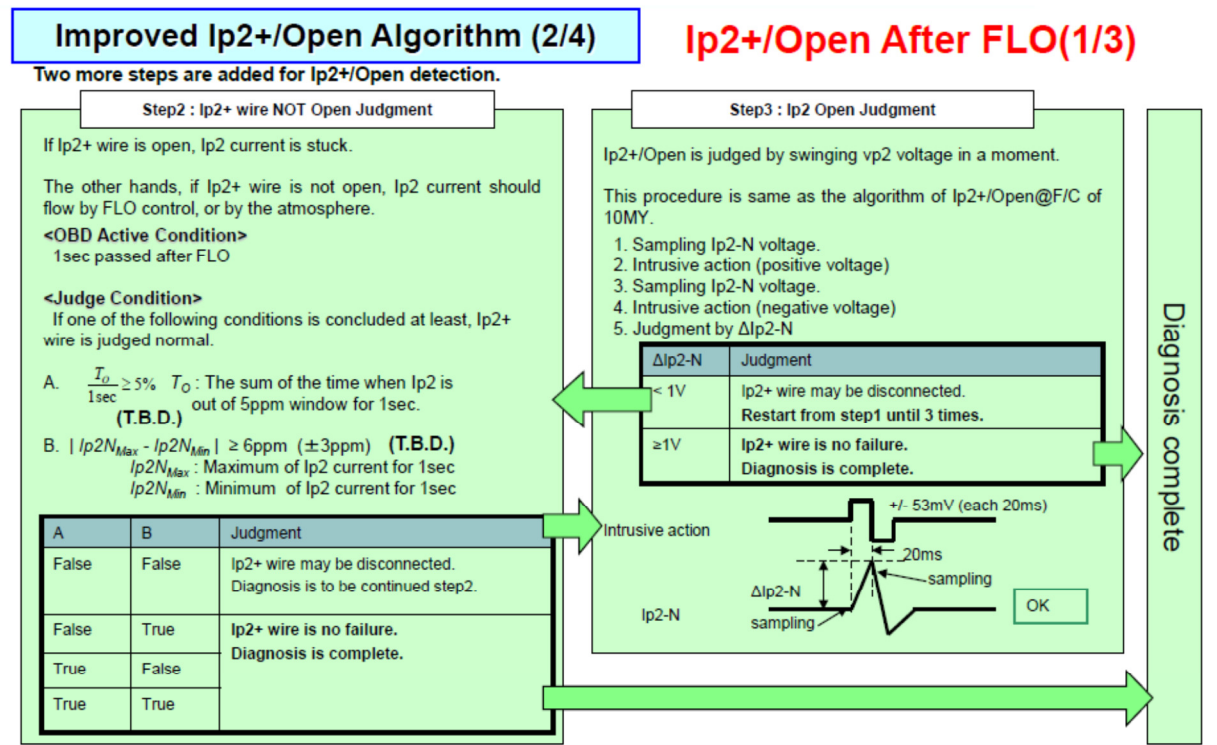 Improved Ip2+/Open Algorithm (2/4)
Ip2+/Open After FLO(1/3)
Two more steps are added for Ip2+/Open detection.
Step2 : Ip2+ wire NOT Open Judgment
If Ip2+ wire is open, Ip2 current is stuck.
The other hands, if Ip2+ wire is not open, Ip2 current should
flow by FLO control, or by the atmosphere.
<OBD Active Condition>
1sec passed after FLO
<Judge Condition>
If one of the following conditions is concluded at least, Ip2+
wire is judged normal.
A. T_O / 1sec ≥ 5% T_O : The sum of the time when Ip2 is
out of 5ppm window for 1sec.
(T.B.D.)
B. | Ip2N_Max - Ip2N_Min | ≥ 6ppm (±3ppm) (T.B.D.)
Ip2N_Max : Maximum of Ip2 current for 1sec
Ip2N_Min : Minimum of Ip2 current for 1sec
A B Judgment
False False Ip2+ wire may be disconnected.
Diagnosis is to be continued step2.
False True Ip2+ wire is no failure.
Diagnosis is complete.
True False
True True
Step3 : Ip2 Open Judgment
Ip2+/Open is judged by swinging vp2 voltage in a moment.
This procedure is same as the algorithm of Ip2+/Open@F/C of
10MY.
1. Sampling Ip2-N voltage.
2. Intrusive action (positive voltage)
3. Sampling Ip2-N voltage.
4. Intrusive action (negative voltage)
5. Judgment by ΔIp2-N
ΔIp2-N Judgment
< 1V Ip2+ wire may be disconnected.
Restart from step1 until 3 times.
≥1V Ip2+ wire is no failure.
Diagnosis is complete.
+/- 53mV (each 20ms)
Intrusive action
20ms
sampling
ΔIp2-N
OK
Ip2-N
sampling
Diagnosis complete